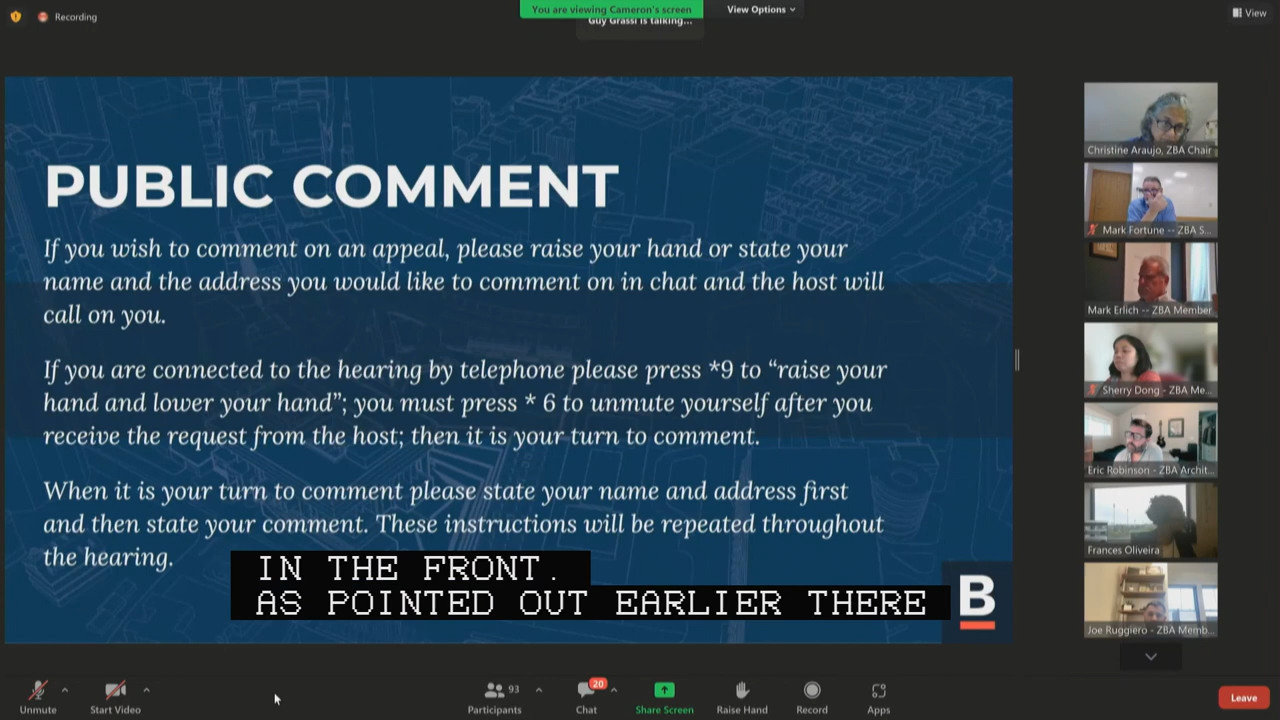 Recording
You are viewing Cameron's screen
View Options
Guy Grassi is talking...
View
PUBLIC COMMENT
If you wish to comment on an appeal, please raise your hand or state your
name and the address you would like to comment on in chat and the host will
call on you.
If you are connected to the hearing by telephone please press *9 to “raise your
hand and lower your hand”; you must press * 6 to unmute yourself after you
receive the request from the host; then it is your turn to comment.
When it is your turn to comment please state your name and address first
and then state your comment. These instructions will be repeated throughout
the hearing.
IN THE FRONT.
AS POINTED OUT EARLIER THERE
B
Christine Araujo, ZBA Chair
Mark Fortune -- ZBA S...
Mark Erlich -- ZBA Member
Sherry Dong - ZBA Me...
Eric Robinson - ZBA Archit...
Frances Oliveira
Joe Ruggiero - ZBA Memb...
Unmute
Start Video
93
Participants
20
Chat
Share Screen
Raise Hand
Record
Apps
Leave